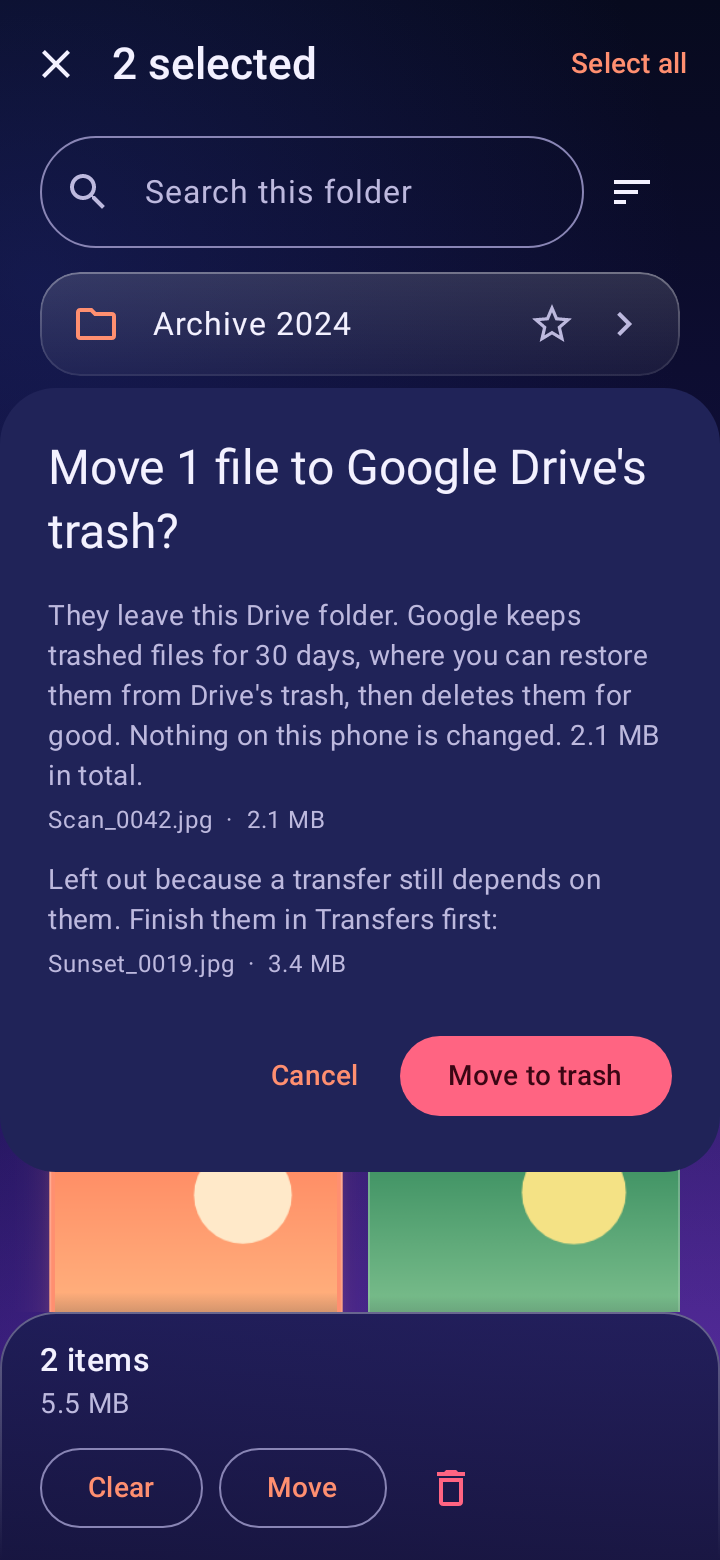 2 selected
Select all
Search this folder
Archive 2024
Move 1 file to Google Drive's
trash?
They leave this Drive folder. Google keeps
trashed files for 30 days, where you can restore
them from Drive's trash, then deletes them for
good. Nothing on this phone is changed. 2.1 MB
in total.
Scan_0042.jpg · 2.1 MB
Left out because a transfer still depends on
them. Finish them in Transfers first:
Sunset_0019.jpg · 3.4 MB
Cancel
Move to trash
2 items
5.5 MB
Clear
Move